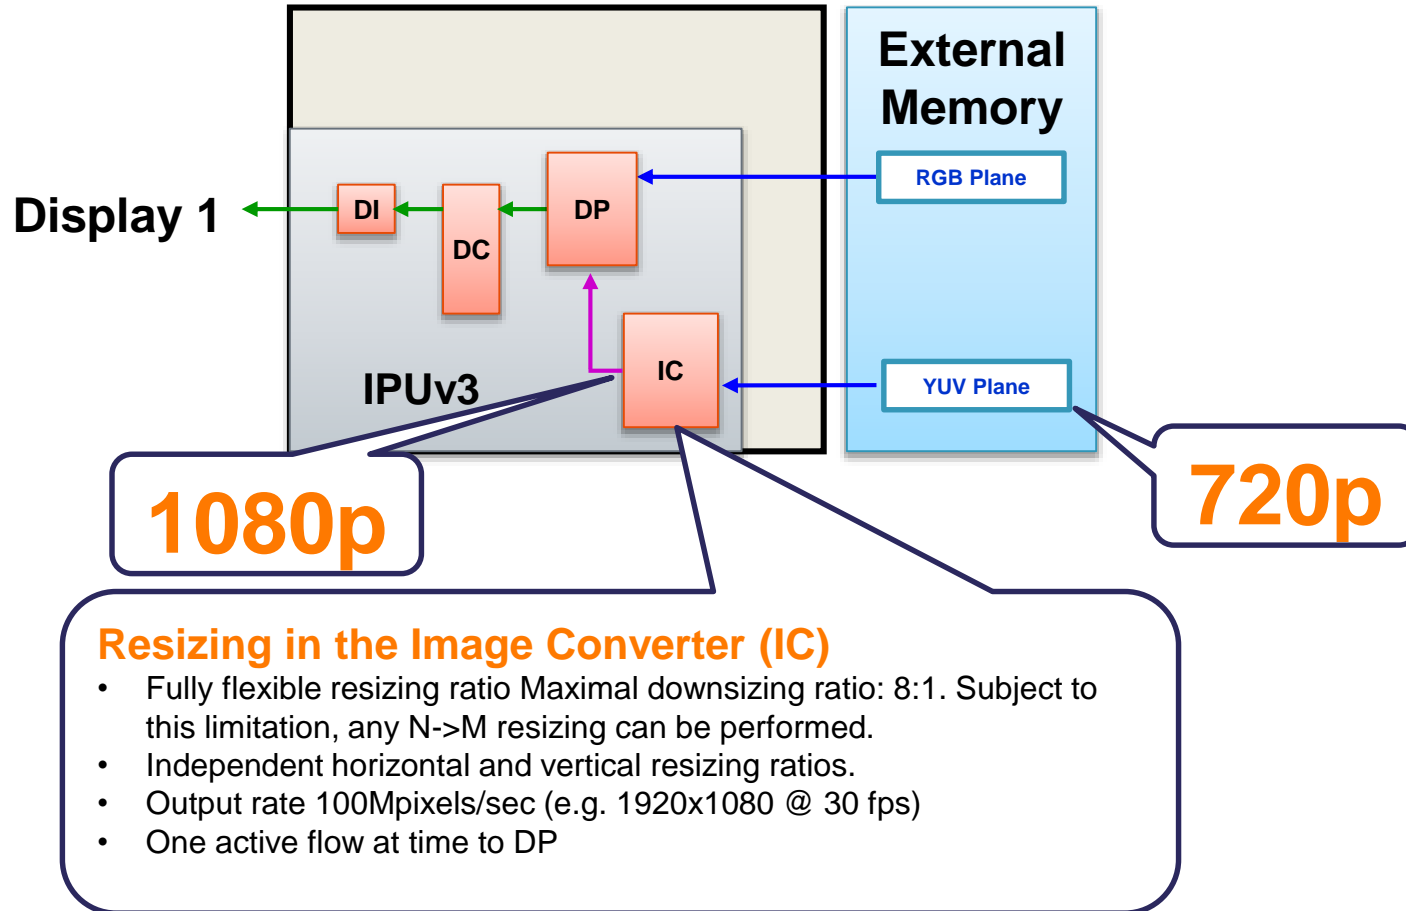 External
Memory
RGB Plane
Display 1
DI
DC
DP
IC
IPUv3
YUV Plane
1080p
720p
Resizing in the Image Converter (IC)
• Fully flexible resizing ratio Maximal downsizing ratio: 8:1. Subject to
this limitation, any N->M resizing can be performed.
• Independent horizontal and vertical resizing ratios.
• Output rate 100Mpixels/sec (e.g. 1920x1080 @ 30 fps)
• One active flow at time to DP